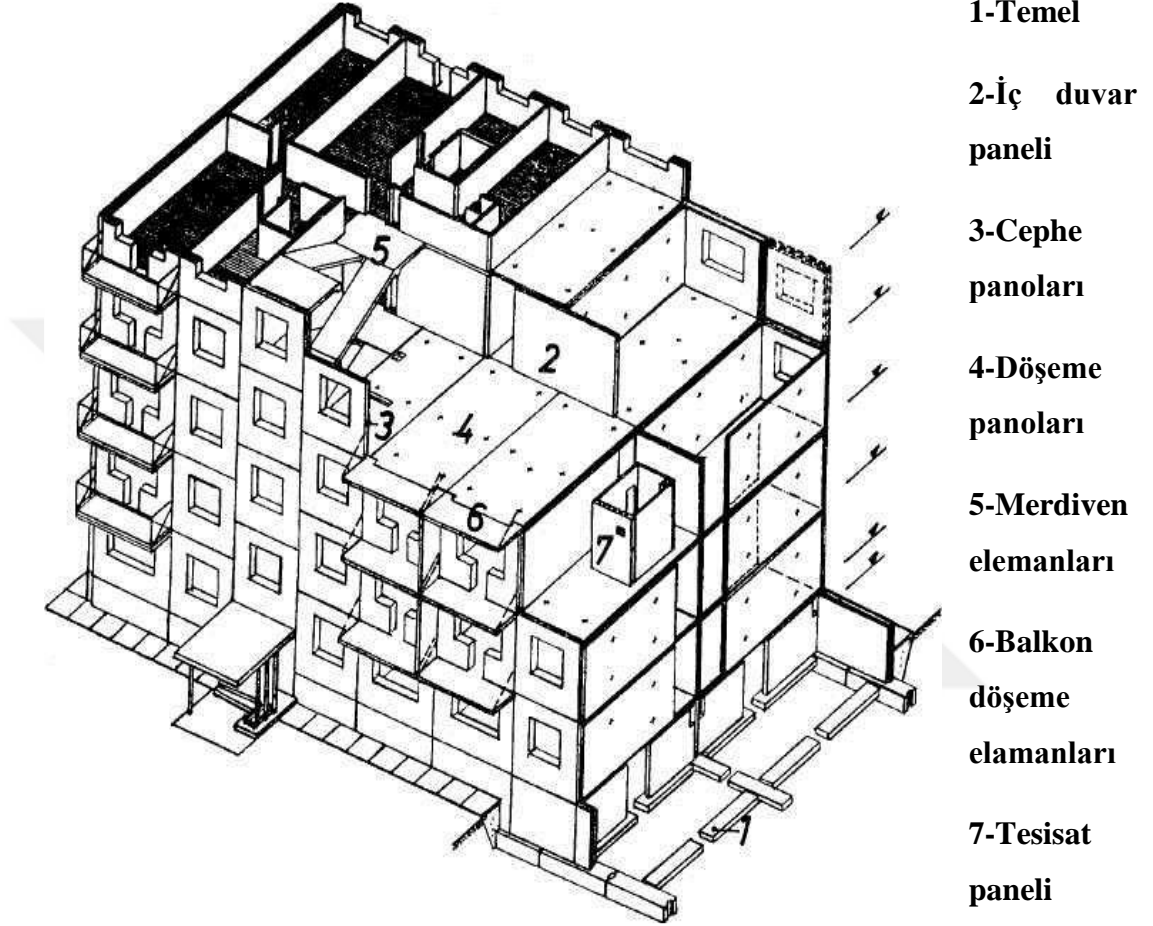 1-Temel
2-İç duvar
paneli
3-Cephe
panoları
4-Döşeme
panoları
5-Merdiven
elemanları
6-Balkon
döşeme
elamanları
7-Tesisat
paneli
5
2
3
4
6
7
1